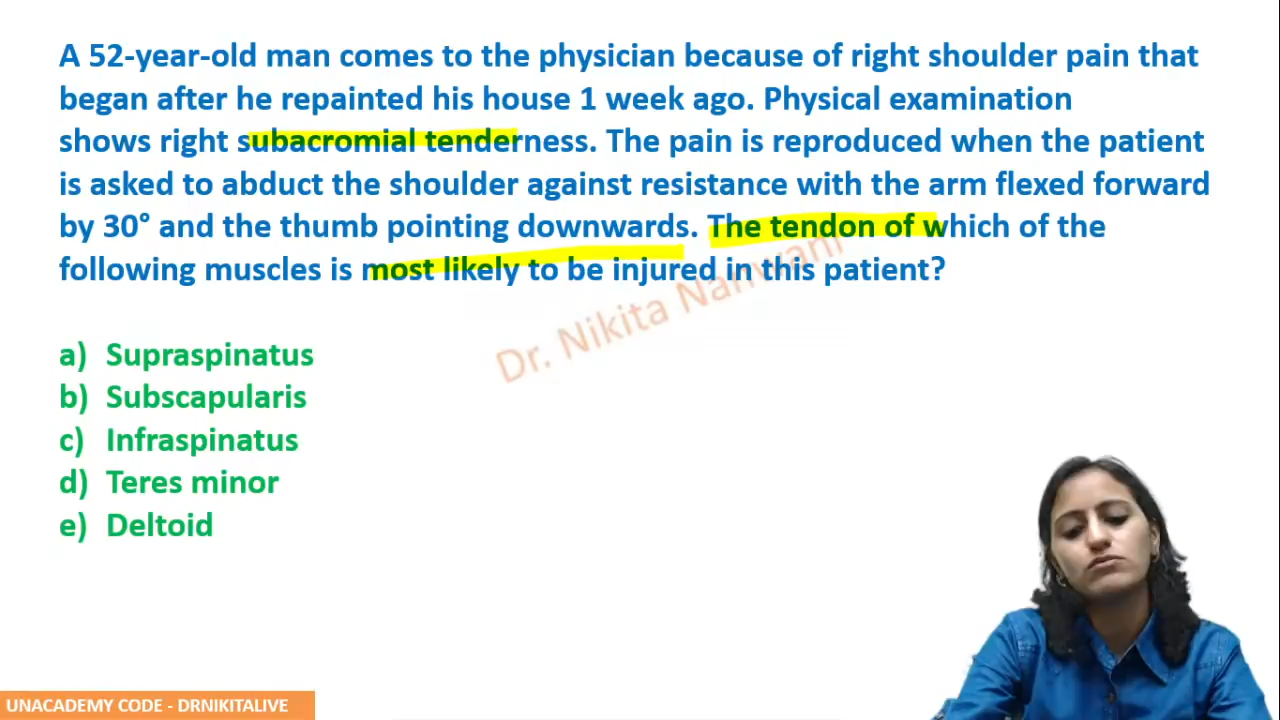 A 52-year-old man comes to the physician because of right shoulder pain that
began after he repainted his house 1 week ago. Physical examination
shows right subacromial tenderness. The pain is reproduced when the patient
is asked to abduct the shoulder against resistance with the arm flexed forward
by 30° and the thumb pointing downwards. The tendon of which of the
following muscles is most likely to be injured in this patient?
Dr. Nikita Nanwani
a) Supraspinatus
b) Subscapularis
c) Infraspinatus
d) Teres minor
e) Deltoid
UNACADEMY CODE - DRNIKITALIVE